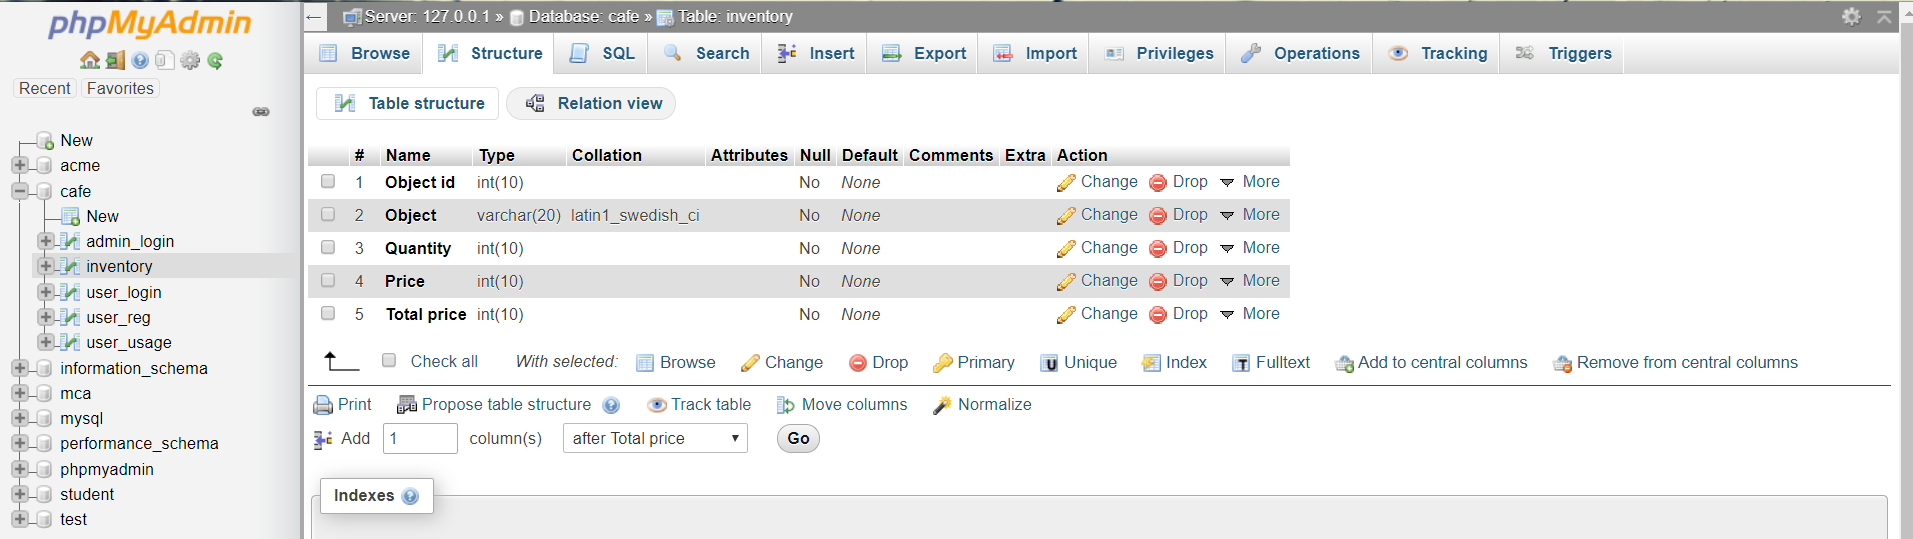 phpMyAdmin
Recent Favorites
New
acme
cafe
New
admin_login
inventory
user_login
user_reg
user_usage
information_schema
mca
mysql
performance_schema
phpmyadmin
student
test
Server: 127.0.0.1 » Database: cafe » Table: inventory
Browse Structure SQL Search Insert Export Import Privileges Operations Tracking Triggers
Table structure Relation view
# Name Type Collation Attributes Null Default Comments Extra Action
1 Object id int(10) No None Change Drop More
2 Object varchar(20) latin1_swedish_ci No None Change Drop More
3 Quantity int(10) No None Change Drop More
4 Price int(10) No None Change Drop More
5 Total price int(10) No None Change Drop More
Check all With selected: Browse Change Drop Primary Unique Index Fulltext Add to central columns Remove from central columns
Print Propose table structure Track table Move columns Normalize
Add 1 column(s) after Total price Go
Indexes